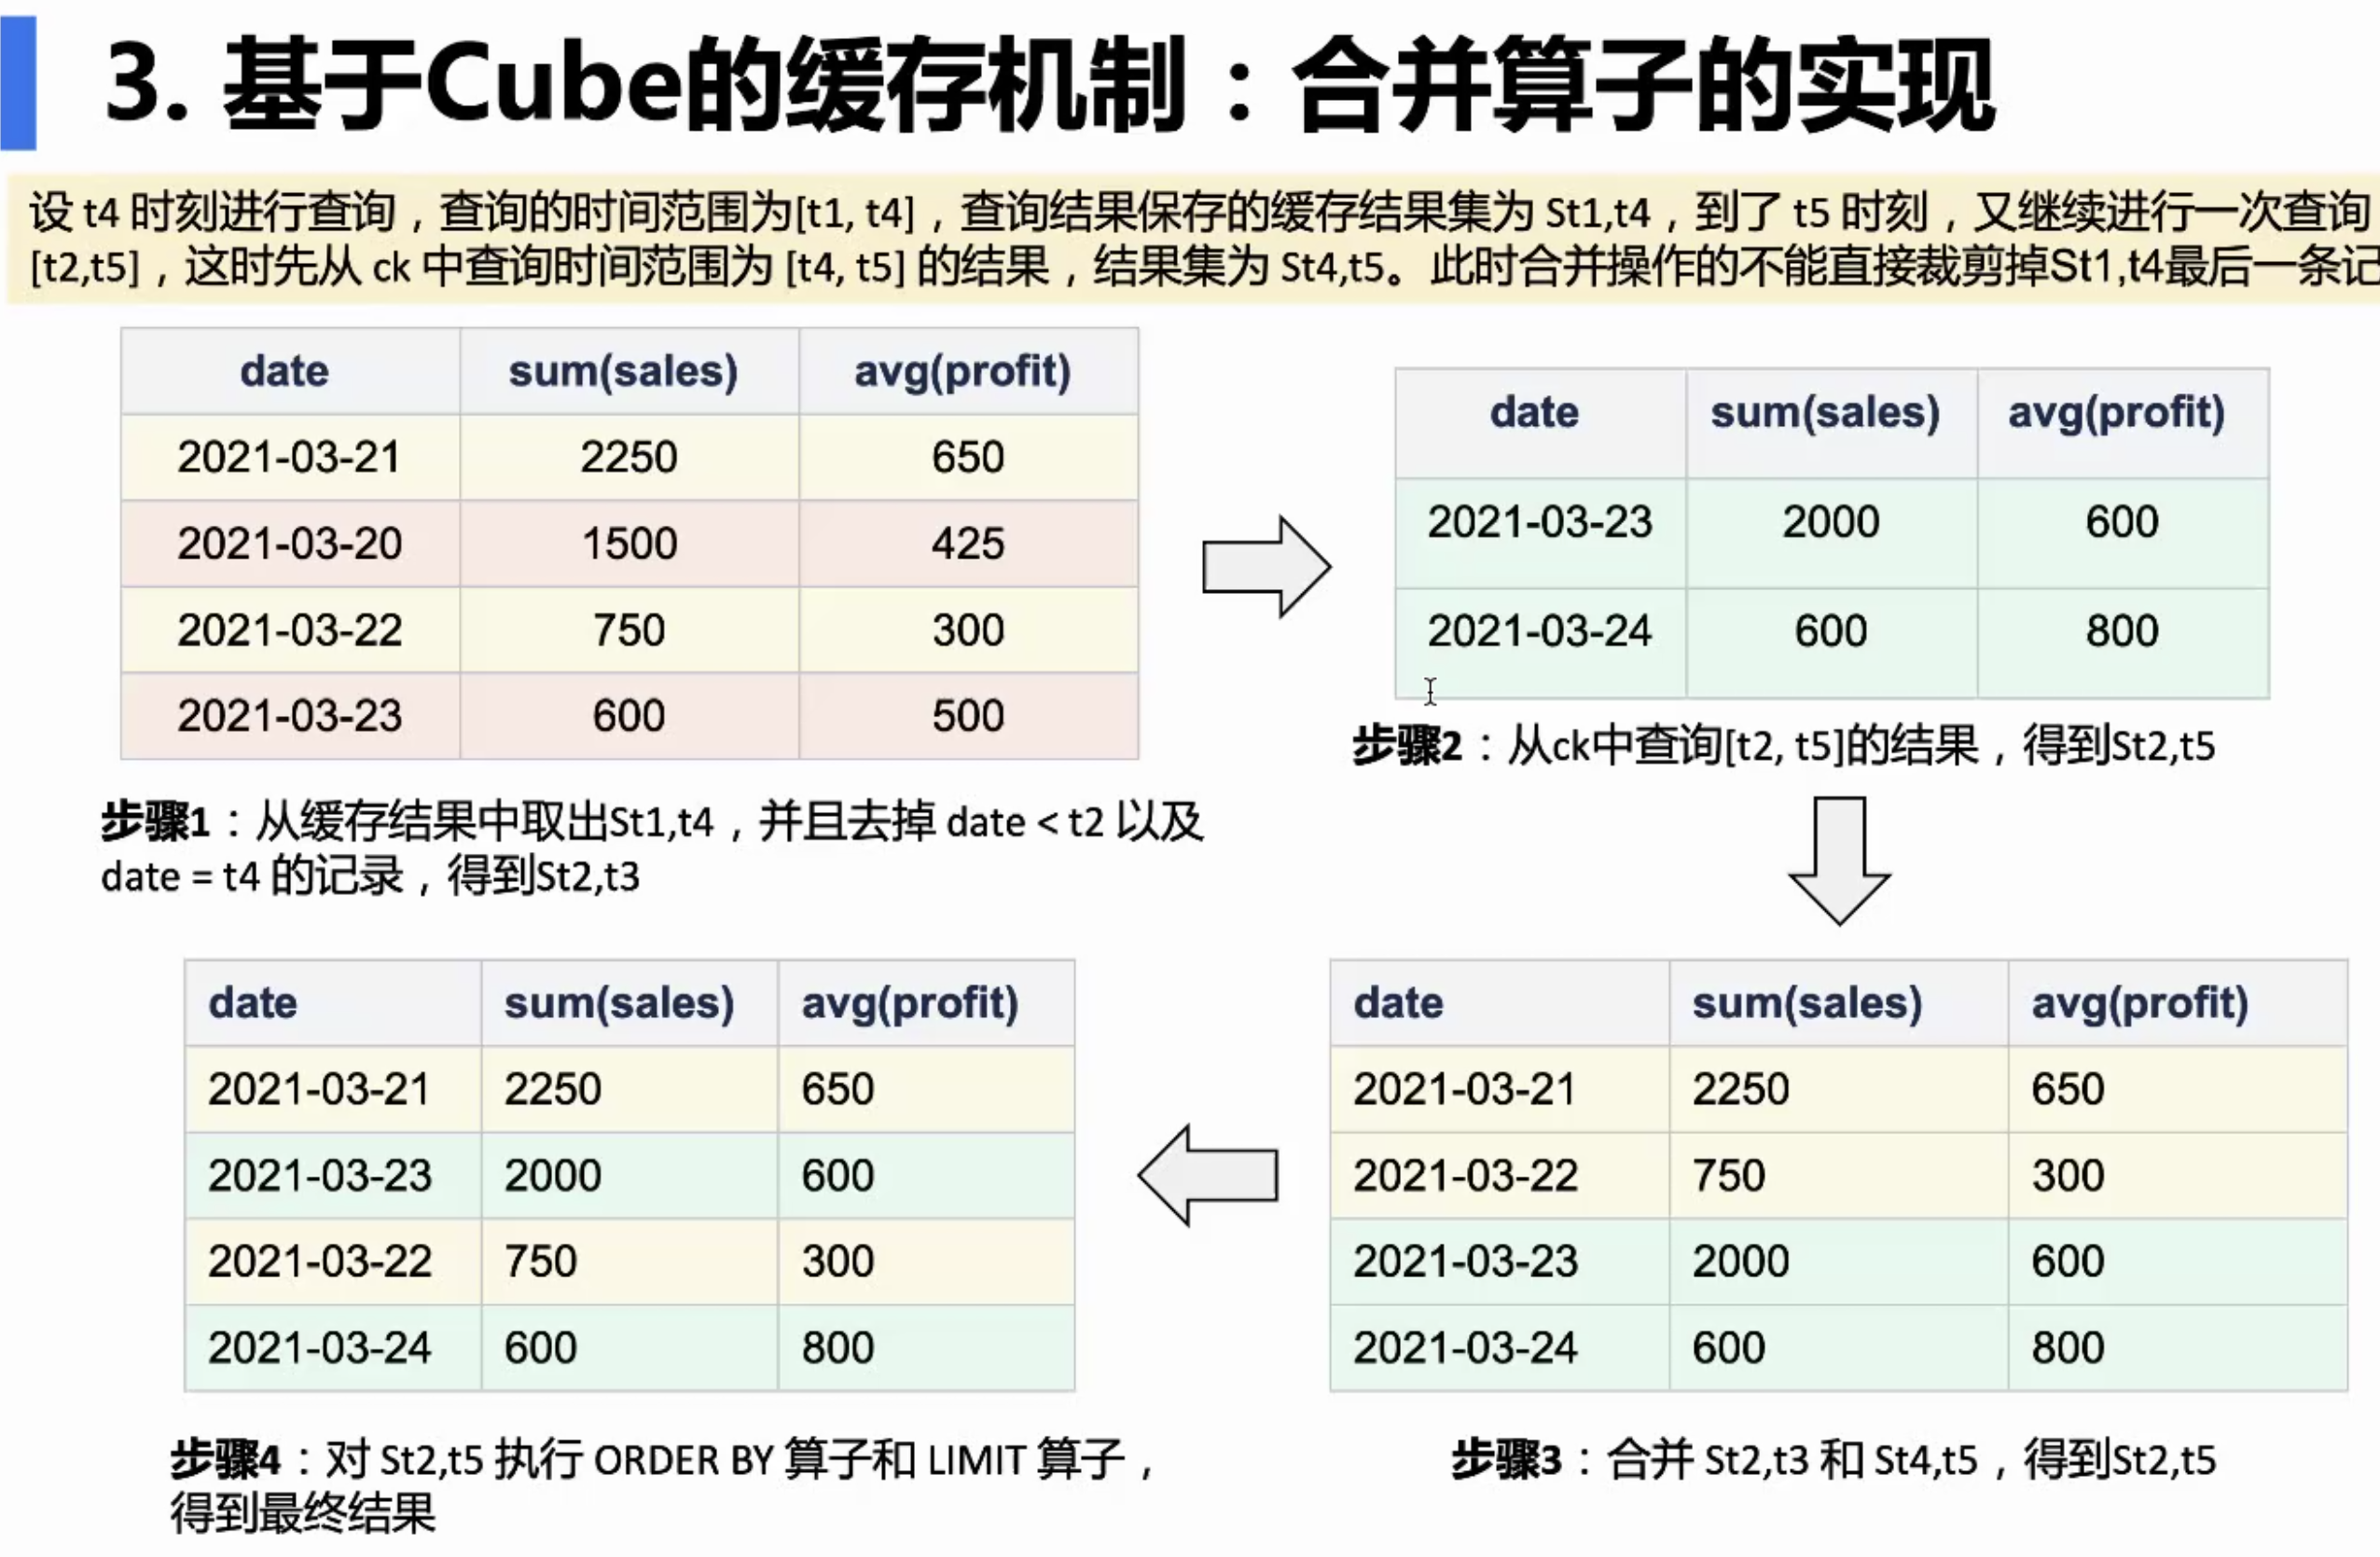 3. 基于Cube的缓存机制：合并算子的实现
设 t4 时刻进行查询，查询的时间范围为[t1, t4]，查询结果保存的缓存结果集为 St1,t4，到了 t5 时刻，又继续进行一次查询
[t2,t5]，这时先从 ck 中查询时间范围为 [t4, t5] 的结果，结果集为 St4,t5。此时合并操作的不能直接裁剪掉St1,t4最后一条记
date sum(sales) avg(profit)
2021-03-21 2250 650
2021-03-20 1500 425
2021-03-22 750 300
2021-03-23 600 500
步骤1：从缓存结果中取出St1,t4，并且去掉 date < t2 以及
date = t4 的记录，得到St2,t3
date sum(sales) avg(profit)
2021-03-23 2000 600
2021-03-24 600 800
步骤2：从ck中查询[t2, t5]的结果，得到St2,t5
date sum(sales) avg(profit)
2021-03-21 2250 650
2021-03-22 750 300
2021-03-23 2000 600
2021-03-24 600 800
步骤3：合并 St2,t3 和 St4,t5，得到St2,t5
date sum(sales) avg(profit)
2021-03-21 2250 650
2021-03-23 2000 600
2021-03-22 750 300
2021-03-24 600 800
步骤4：对 St2,t5 执行 ORDER BY 算子和 LIMIT 算子，
得到最终结果